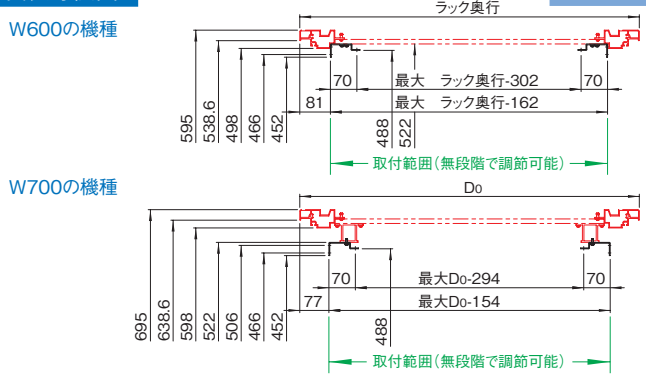 ラック奥行
W600の機種
70
最大 ラック奥行-302
70
81
最大 ラック奥行-162
595
538.6
498
466
452
488
522
取付範囲(無段階で調節可能)
W700の機種
D0
70
最大D0-294
70
77
最大D0-154
695
638.6
598
522
506
466
452
488
取付範囲(無段階で調節可能)